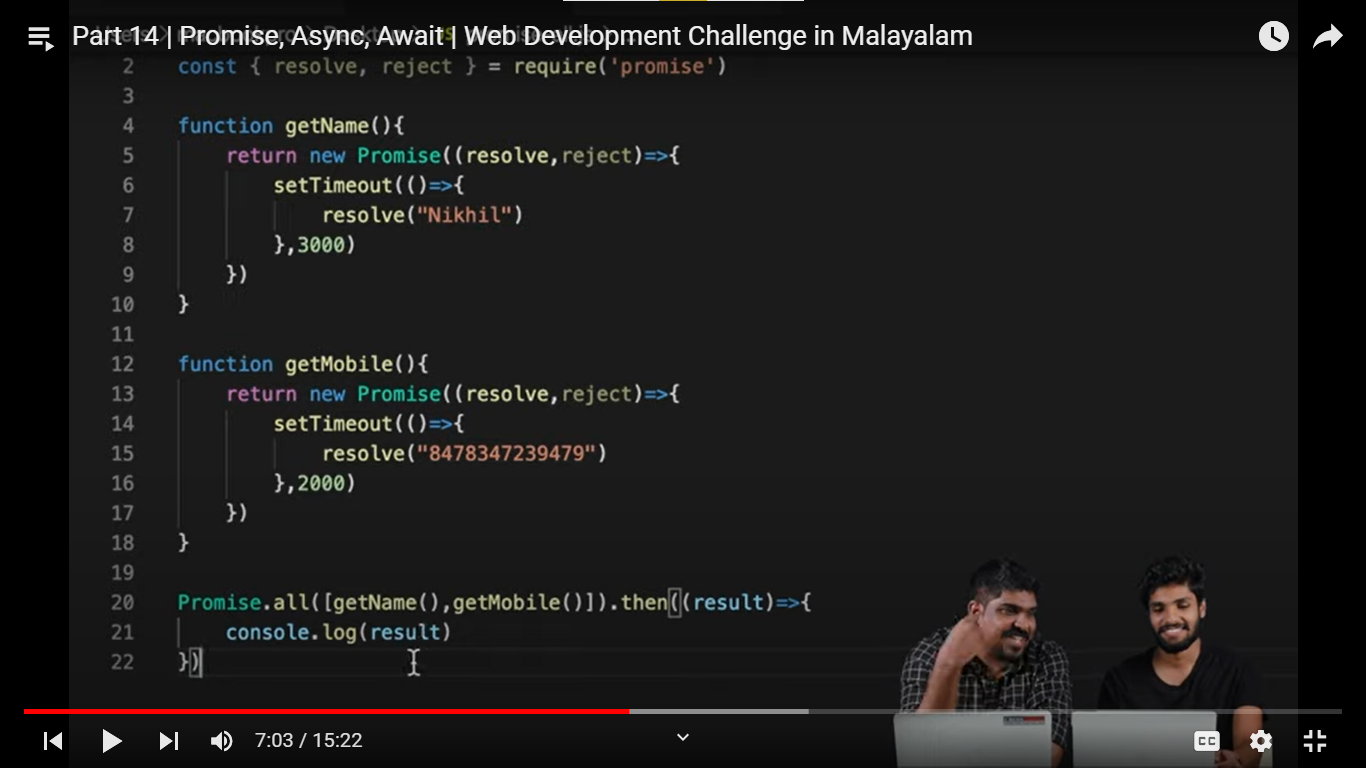 Part 14 | Promise, Async, Await | Web Development Challenge in Malayalam
2 const { resolve, reject } = require('promise')
3
4 function getName(){
5 return new Promise((resolve,reject)=>{
6 setTimeout(()=>{
7 resolve("Nikhil")
8 },3000)
9 })
10 }
11
12 function getMobile(){
13 return new Promise((resolve,reject)=>{
14 setTimeout(()=>{
15 resolve("8478347239479")
16 },2000)
17 })
18 }
19
20 Promise.all([getName(),getMobile()]).then((result)=>{
21 console.log(result)
22 })
7:03 / 15:22
CC